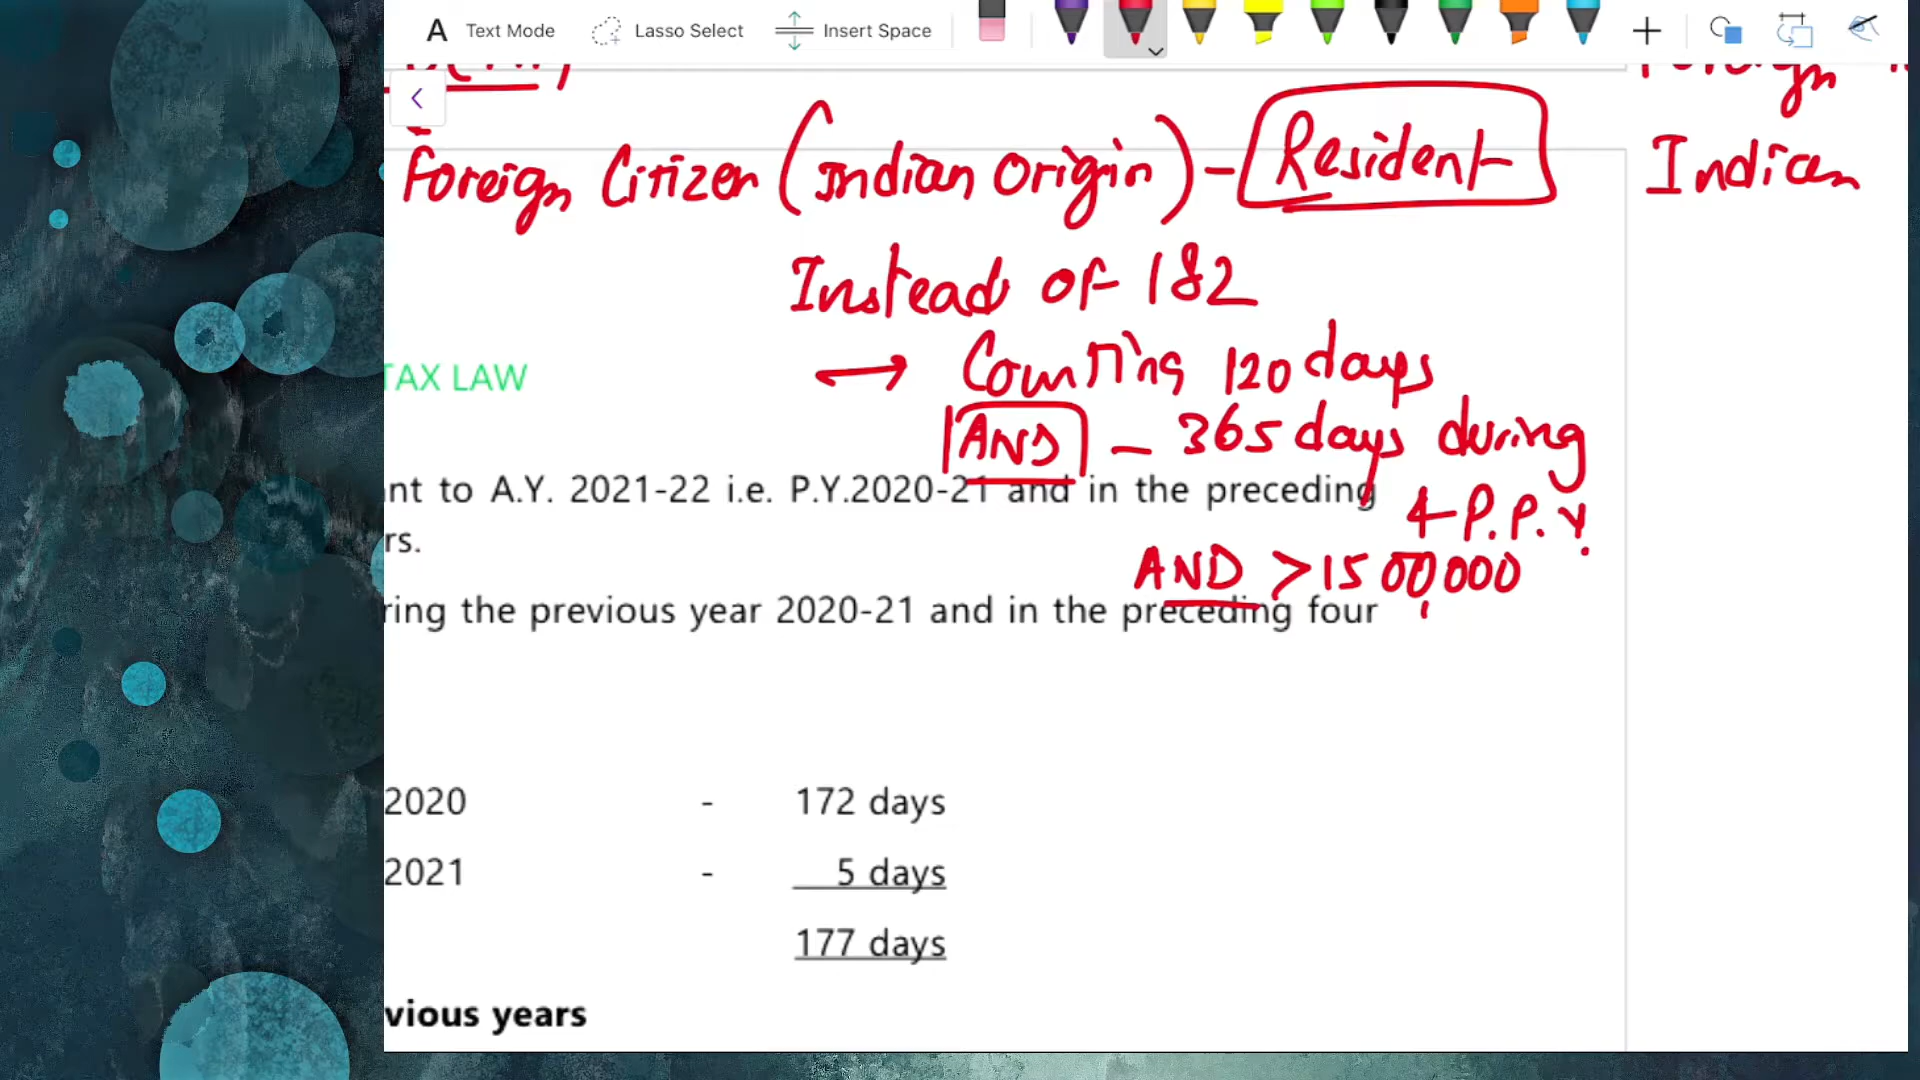 A Text Mode Lasso Select Insert Space
Foreign
Foreign Citizen (Indian Origin) - Resident
Indian
Instead of 182
→ Counting 120 days
TAX LAW
AND - 365 days during
4 P.P.Y.
nt to A.Y. 2021-22 i.e. P.Y.2020-21 and in the preceding
rs.
AND > 1500,000
ring the previous year 2020-21 and in the preceding four
2020 - 172 days
2021 - 5 days
177 days
vious years